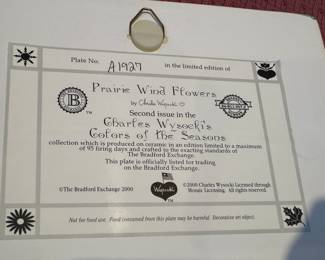 Plate No. A1927 in the limited edition of
Prairie Wind Flowers
by Charles Wysocki
B
TM
Second issue in the
Charles Wysocki's
Colors of the Seasons
collection which is produced on ceramic in an edition limited to a maximum
of 95 firing days and crafted to the exacting standards of
The Bradford Exchange.
This plate is officially listed for trading
on the Bradford Exchange.
©The Bradford Exchange 2000
Wysocki
TM
©2000 Charles Wysocki Licensed through
Mosaic Licensing. All rights reserved.
Not for food use. Food consumed from this plate may be harmful. Decorative art object.